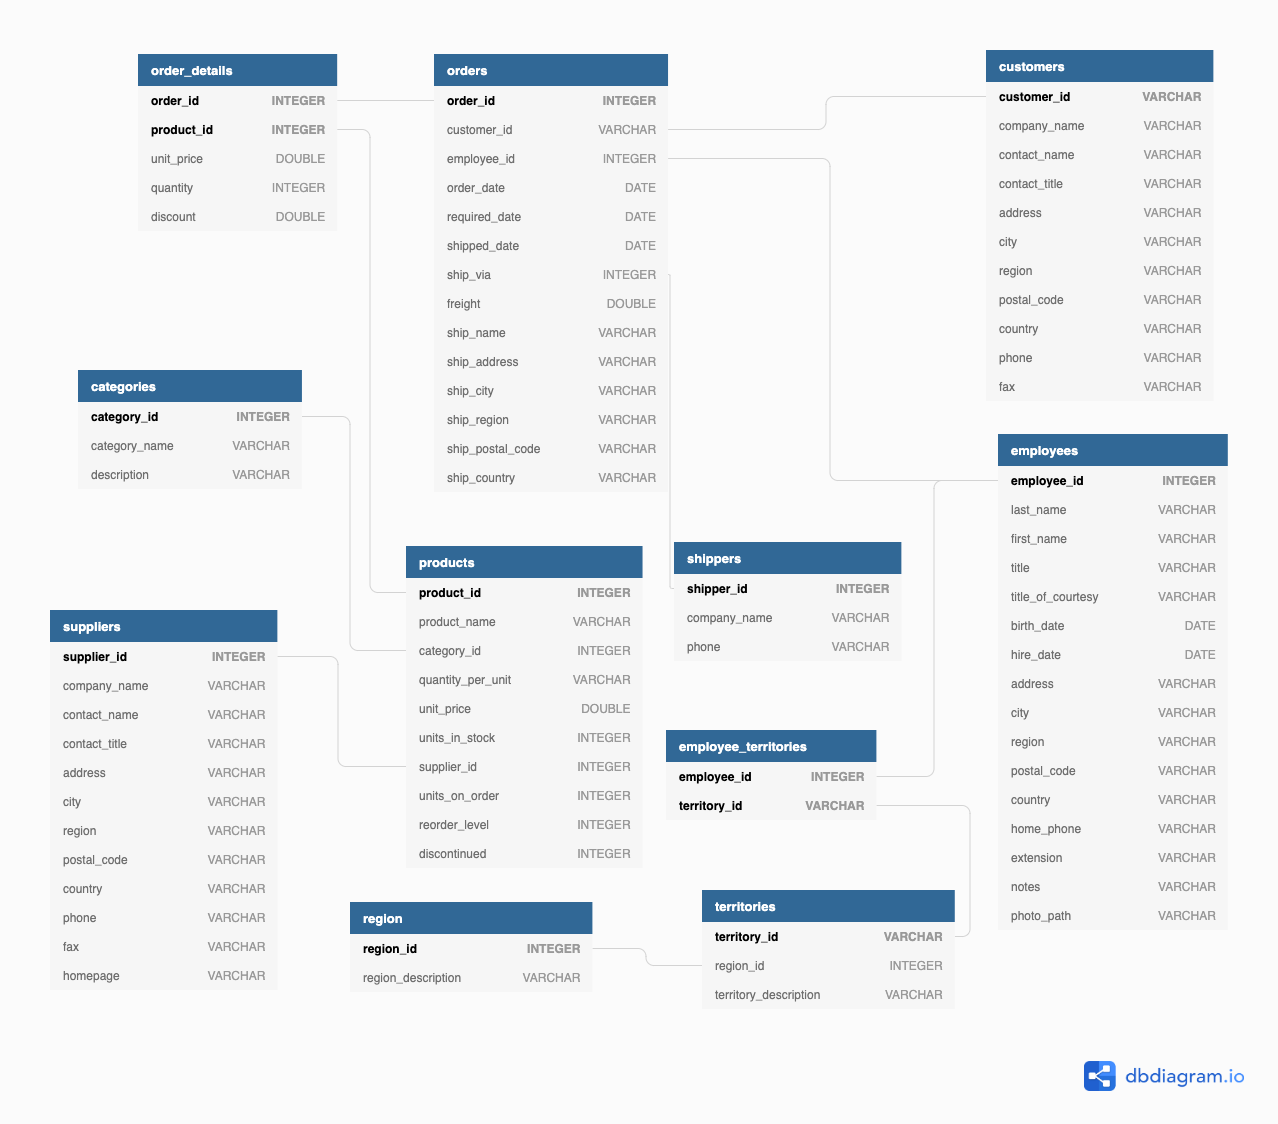 order_details
order_id INTEGER
product_id INTEGER
unit_price DOUBLE
quantity INTEGER
discount DOUBLE
orders
order_id INTEGER
customer_id VARCHAR
employee_id INTEGER
order_date DATE
required_date DATE
shipped_date DATE
ship_via INTEGER
freight DOUBLE
ship_name VARCHAR
ship_address VARCHAR
ship_city VARCHAR
ship_region VARCHAR
ship_postal_code VARCHAR
ship_country VARCHAR
customers
customer_id VARCHAR
company_name VARCHAR
contact_name VARCHAR
contact_title VARCHAR
address VARCHAR
city VARCHAR
region VARCHAR
postal_code VARCHAR
country VARCHAR
phone VARCHAR
fax VARCHAR
categories
category_id INTEGER
category_name VARCHAR
description VARCHAR
employees
employee_id INTEGER
last_name VARCHAR
first_name VARCHAR
title VARCHAR
title_of_courtesy VARCHAR
birth_date DATE
hire_date DATE
address VARCHAR
city VARCHAR
region VARCHAR
postal_code VARCHAR
country VARCHAR
home_phone VARCHAR
extension VARCHAR
notes VARCHAR
photo_path VARCHAR
products
product_id INTEGER
product_name VARCHAR
category_id INTEGER
quantity_per_unit VARCHAR
unit_price DOUBLE
units_in_stock INTEGER
supplier_id INTEGER
units_on_order INTEGER
reorder_level INTEGER
discontinued INTEGER
shippers
shipper_id INTEGER
company_name VARCHAR
phone VARCHAR
suppliers
supplier_id INTEGER
company_name VARCHAR
contact_name VARCHAR
contact_title VARCHAR
address VARCHAR
city VARCHAR
region VARCHAR
postal_code VARCHAR
country VARCHAR
phone VARCHAR
fax VARCHAR
homepage VARCHAR
employee_territories
employee_id INTEGER
territory_id VARCHAR
region
region_id INTEGER
region_description VARCHAR
territories
territory_id VARCHAR
region_id INTEGER
territory_description VARCHAR
dbdiagram.io